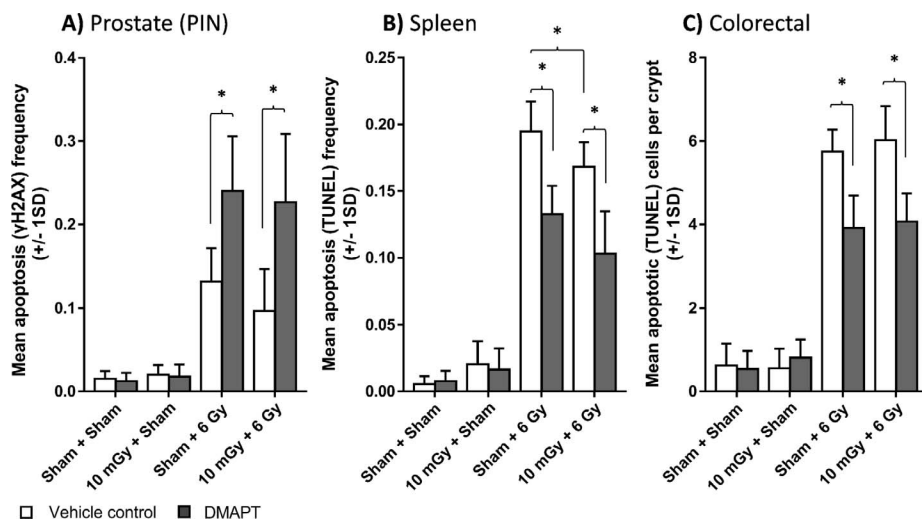 A) Prostate (PIN)
Mean apoptosis (γH2AX) frequency
(+/- 1SD)
0.4
0.3
0.2
0.1
0.0
*
*
Sham + Sham
10 mGy + Sham
Sham + 6 Gy
10 mGy + 6 Gy
B) Spleen
Mean apoptosis (TUNEL) frequency
(+/- 1SD)
0.25
0.20
0.15
0.10
0.05
0.00
*
*
*
Sham + Sham
10 mGy + Sham
Sham + 6 Gy
10 mGy + 6 Gy
C) Colorectal
Mean apoptotic (TUNEL) cells per crypt
(+/- 1SD)
8
6
4
2
0
*
*
Sham + Sham
10 mGy + Sham
Sham + 6 Gy
10 mGy + 6 Gy
Vehicle control DMAPT